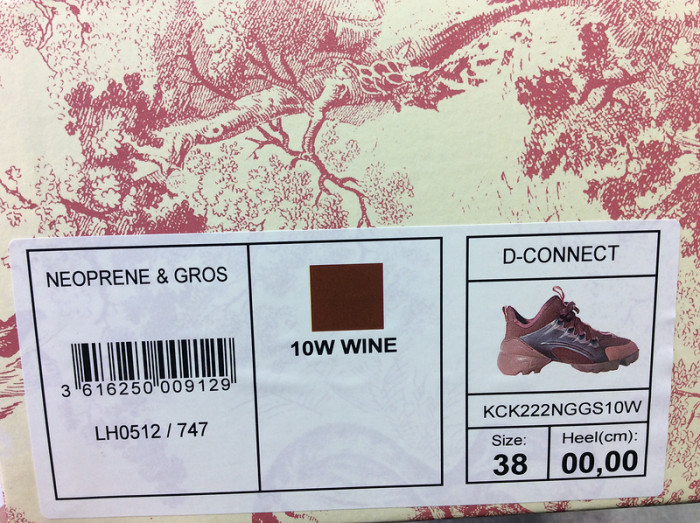 NEOPRENE & GROS
3 616250 009129
LH0512 / 747
10W WINE
D-CONNECT
KCK222NGGS10W
Size:
38
Heel(cm):
00,00